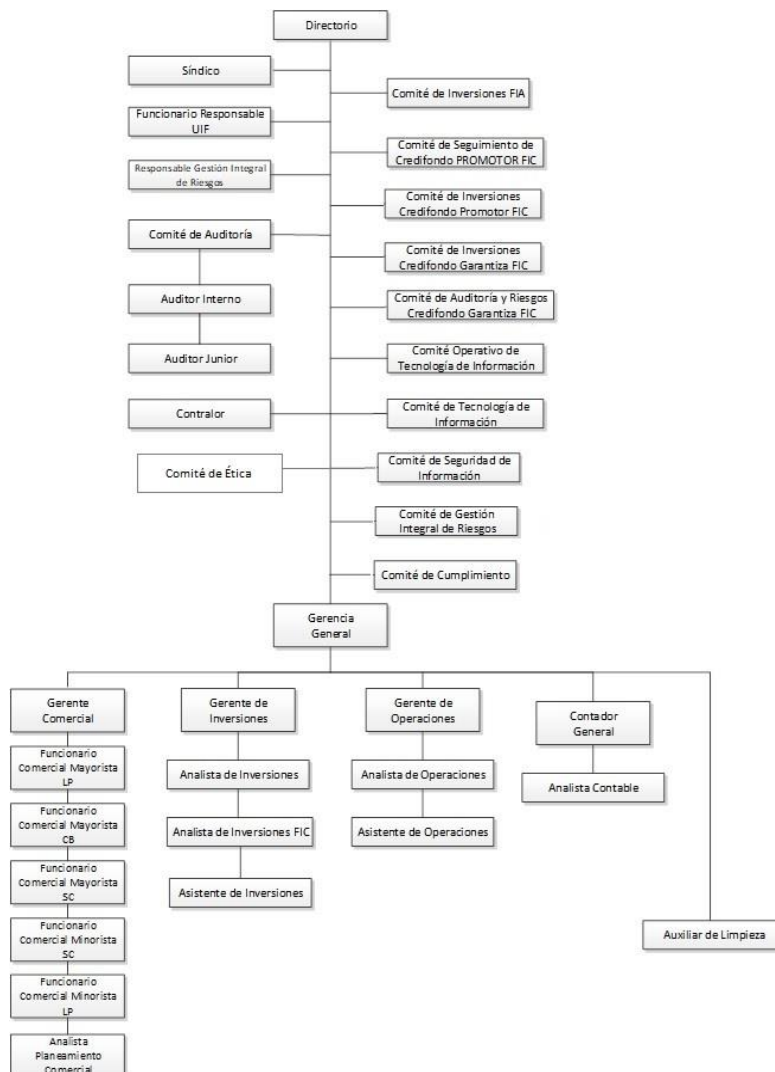 Directorio
Síndico
Comité de Inversiones FIA
Funcionario Responsable
UIF
Comité de Seguimiento de
Credifondo PROMOTOR FIC
Responsable Gestión Integral
de Riesgos
Comité de Inversiones
Credifondo Promotor FIC
Comité de Auditoría
Comité de Inversiones
Credifondo Garantiza FIC
Auditor Interno
Comité de Auditoría y Riesgos
Credifondo Garantiza FIC
Auditor Junior
Comité Operativo de
Tecnología de Información
Contralor
Comité de Tecnología de
Información
Comité de Ética
Comité de Seguridad de
Información
Comité de Gestión
Integral de Riesgos
Comité de Cumplimiento
Gerencia
General
Gerente
Comercial
Funcionario
Comercial Mayorista
LP
Funcionario
Comercial Mayorista
CB
Funcionario
Comercial Mayorista
SC
Funcionario
Comercial Minorista
SC
Funcionario
Comercial Minorista
LP
Analista
Planeamiento
Comercial
Gerente de
Inversiones
Analista de Inversiones
Analista de Inversiones FIC
Asistente de Inversiones
Gerente de
Operaciones
Analista de Operaciones
Asistente de Operaciones
Contador
General
Analista Contable
Auxiliar de Limpieza